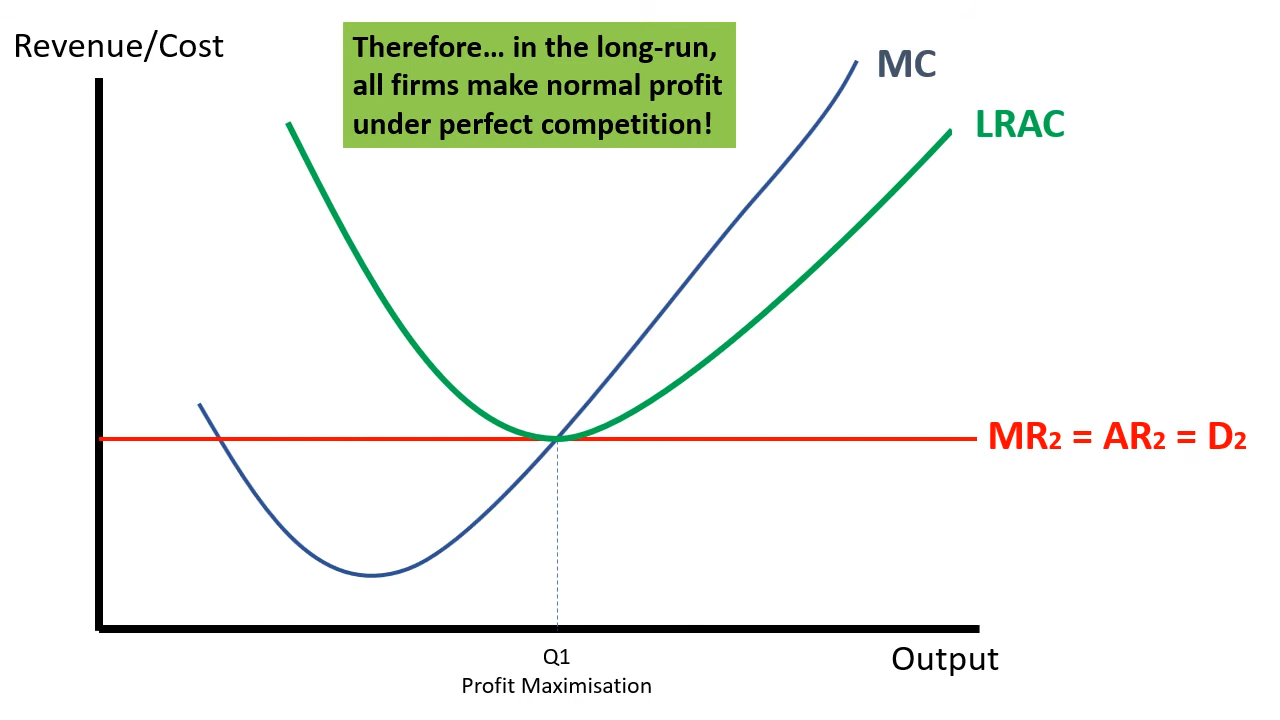 Revenue/Cost
Therefore... in the long-run,
all firms make normal profit
under perfect competition!
MC
LRAC
MR₂ = AR₂ = D₂
Q1
Profit Maximisation
Output